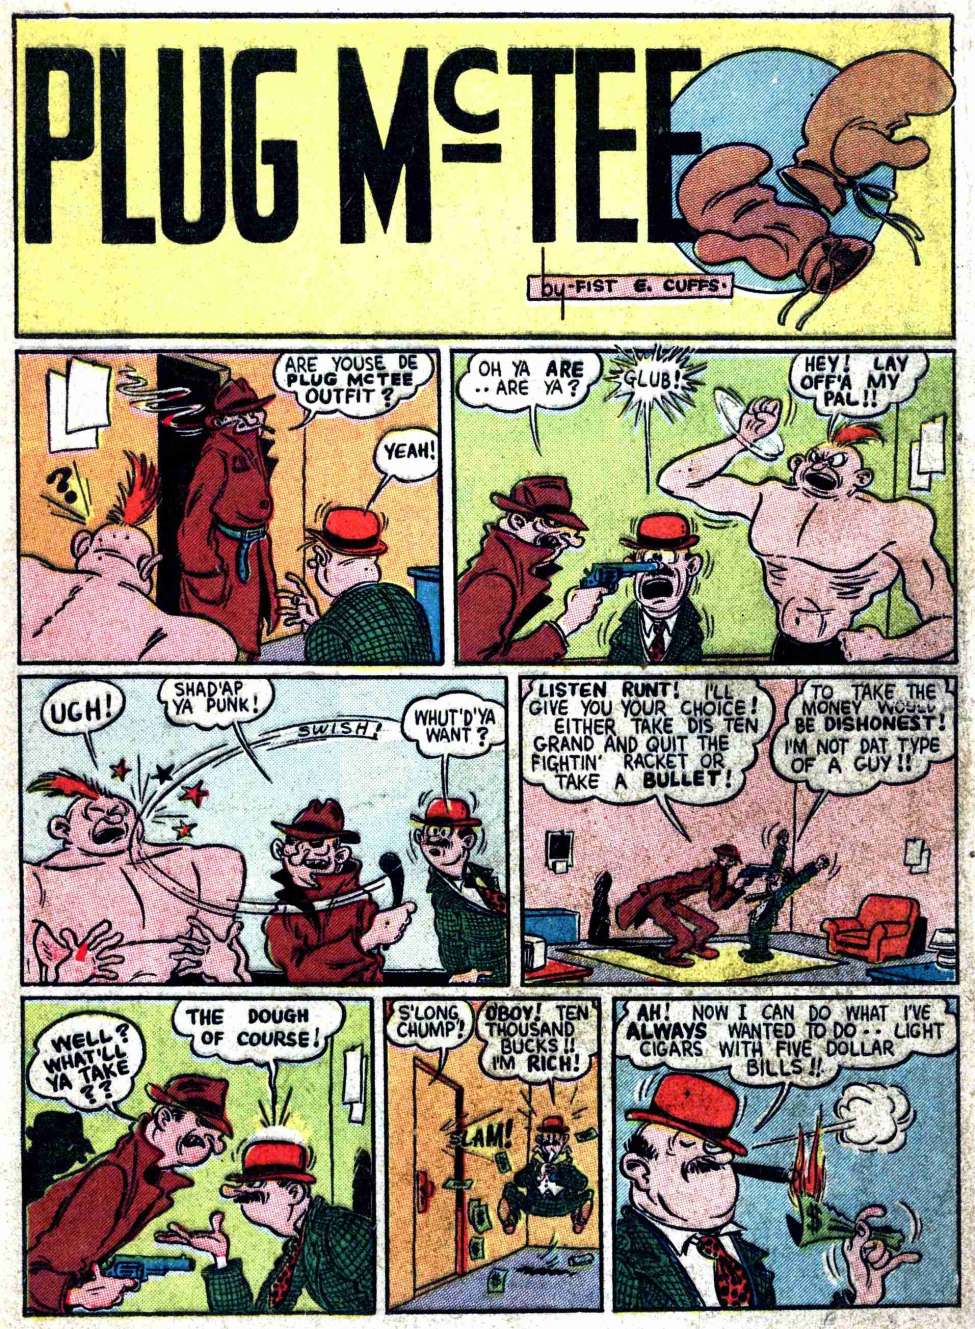 PLUG McTEE
by-FIST E. CUFFS.
ARE YOUSE DE
PLUG McTEE
OUTFIT?
YEAH!
?
OH YA ARE
.. ARE YA?
GLUB!
HEY! LAY
OFF'A MY
PAL!!
UGH!
SHAD'AP
YA PUNK!
SWISH!
WHUT'D'YA
WANT?
LISTEN RUNT! I'LL
GIVE YOU YOUR CHOICE!
EITHER TAKE DIS TEN
GRAND AND QUIT THE
FIGHTIN' RACKET OR
TAKE A BULLET!
TO TAKE THE
MONEY WOULD
BE DISHONEST!
I'M NOT DAT TYPE
OF A GUY!!
WELL?
WHAT'LL
YA TAKE
??
THE DOUGH
OF COURSE!
S'LONG,
CHUMP!
OBOY! TEN
THOUSAND
BUCKS!!
I'M RICH!
SLAM!
AH! NOW I CAN DO WHAT I'VE
ALWAYS WANTED TO DO.. LIGHT
CIGARS WITH FIVE DOLLAR
BILLS!!
$